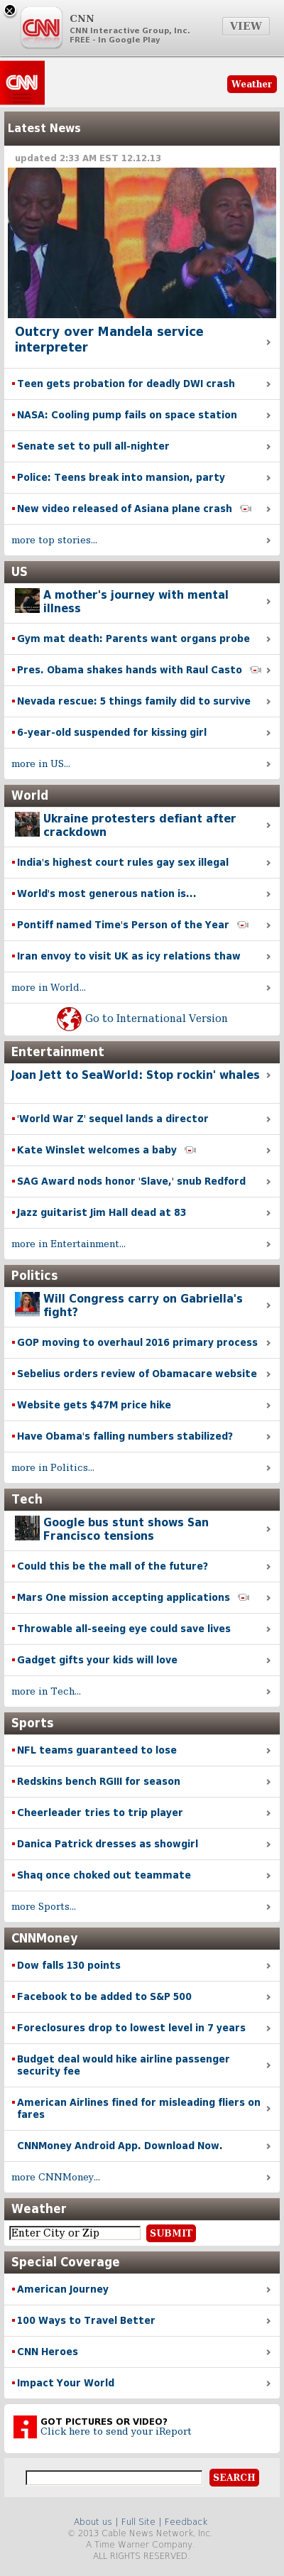 CNN
CNN Interactive Group, Inc.
FREE - In Google Play
VIEW
CNN
Weather
Latest News
updated 2:33 AM EST 12.12.13
Outcry over Mandela service
interpreter
Teen gets probation for deadly DWI crash
NASA: Cooling pump fails on space station
Senate set to pull all-nighter
Police: Teens break into mansion, party
New video released of Asiana plane crash
more top stories...
US
A mother's journey with mental
illness
Gym mat death: Parents want organs probe
Pres. Obama shakes hands with Raul Casto
Nevada rescue: 5 things family did to survive
6-year-old suspended for kissing girl
more in US...
World
Ukraine protesters defiant after
crackdown
India's highest court rules gay sex illegal
World's most generous nation is...
Pontiff named Time's Person of the Year
Iran envoy to visit UK as icy relations thaw
more in World...
Go to International Version
Entertainment
Joan Jett to SeaWorld: Stop rockin' whales
'World War Z' sequel lands a director
Kate Winslet welcomes a baby
SAG Award nods honor 'Slave,' snub Redford
Jazz guitarist Jim Hall dead at 83
more in Entertainment...
Politics
Will Congress carry on Gabriella's
fight?
GOP moving to overhaul 2016 primary process
Sebelius orders review of Obamacare website
Website gets $47M price hike
Have Obama's falling numbers stabilized?
more in Politics...
Tech
Google bus stunt shows San
Francisco tensions
Could this be the mall of the future?
Mars One mission accepting applications
Throwable all-seeing eye could save lives
Gadget gifts your kids will love
more in Tech...
Sports
NFL teams guaranteed to lose
Redskins bench RGIII for season
Cheerleader tries to trip player
Danica Patrick dresses as showgirl
Shaq once choked out teammate
more Sports...
CNNMoney
Dow falls 130 points
Facebook to be added to S&P 500
Foreclosures drop to lowest level in 7 years
Budget deal would hike airline passenger
security fee
American Airlines fined for misleading fliers on
fares
CNNMoney Android App. Download Now.
more CNNMoney...
Weather
Enter City or Zip
SUBMIT
Special Coverage
American Journey
100 Ways to Travel Better
CNN Heroes
Impact Your World
GOT PICTURES OR VIDEO?
Click here to send your iReport
SEARCH
About us | Full Site | Feedback
© 2013 Cable News Network, Inc.
A Time Warner Company.
ALL RIGHTS RESERVED.